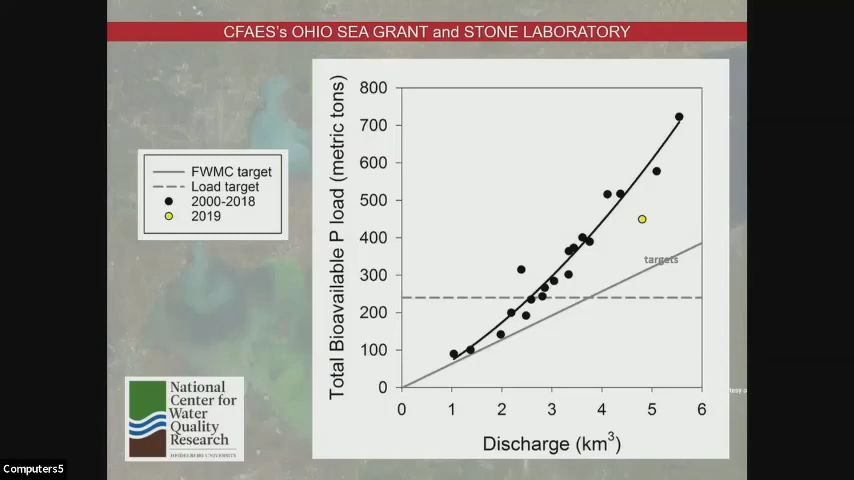 CFAES's OHIO SEA GRANT and STONE LABORATORY
FWMC target
Load target
2000-2018
2019
Total Bioavailable P load (metric tons)
800
700
600
500
400
300
200
100
0
targets
0 1 2 3 4 5 6
Discharge (km³)
National
Center for
Water
Quality
Research
HEIDELBERG UNIVERSITY
Computers5